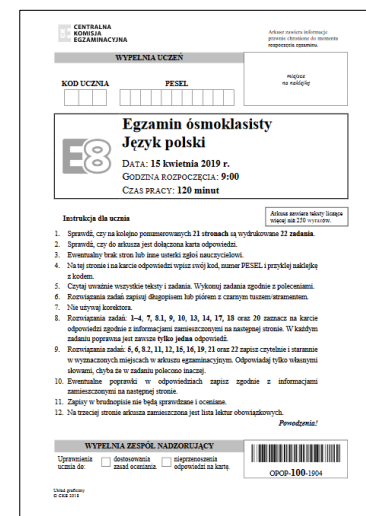 CENTRALNA
KOMISJA
EGZAMINACYJNA
Arkusz zawiera informacje
prawnie chronione do momentu
rozpoczęcia egzaminu.
WYPEŁNIA UCZEŃ
KOD UCZNIA PESEL
miejsce
na naklejkę
E8
Egzamin ósmoklasisty
Język polski
DATA: 15 kwietnia 2019 r.
GODZINA ROZPOCZĘCIA: 9:00
CZAS PRACY: 120 minut
Instrukcja dla ucznia
Arkusz zawiera teksty liczące
więcej niż 250 wyrazów.
1. Sprawdź, czy na kolejno ponumerowanych 21 stronach są wydrukowane 22 zadania.
2. Sprawdź, czy do arkusza jest dołączona karta odpowiedzi.
3. Ewentualny brak stron lub inne usterki zgłoś nauczycielowi.
4. Na tej stronie i na karcie odpowiedzi wpisz swój kod, numer PESEL i przyklej naklejkę
z kodem.
5. Czytaj uważnie wszystkie teksty i zadania. Wykonuj zadania zgodnie z poleceniami.
6. Rozwiązania zadań zapisuj długopisem lub piórem z czarnym tuszem/atramentem.
7. Nie używaj korektora.
8. Rozwiązania zadań: 1–4, 7, 8.1, 9, 10, 13, 14, 17, 18 oraz 20 zaznacz na karcie
odpowiedzi zgodnie z informacjami zamieszczonymi na następnej stronie. W każdym
zadaniu poprawna jest zawsze tylko jedna odpowiedź.
9. Rozwiązania zadań: 5, 6, 8.2, 11, 12, 15, 16, 19, 21 oraz 22 zapisz czytelnie i starannie
w wyznaczonych miejscach w arkuszu egzaminacyjnym. Odpowiadaj tylko własnymi
słowami, chyba że w zadaniu polecono inaczej.
10. Ewentualne poprawki w odpowiedziach zapisz zgodnie z informacjami
zamieszczonymi na następnej stronie.
11. Zapisy w brudnopisie nie będą sprawdzane i oceniane.
12. Na trzeciej stronie arkusza zamieszczona jest lista lektur obowiązkowych.
Powodzenia!
WYPEŁNIA ZESPÓŁ NADZORUJĄCY
Uprawnienia
ucznia do:
dostosowania
zasad oceniania.
nieprzenoszenia
odpowiedzi na kartę.
OPOP-100-1904
Układ graficzny
© CKE 2018